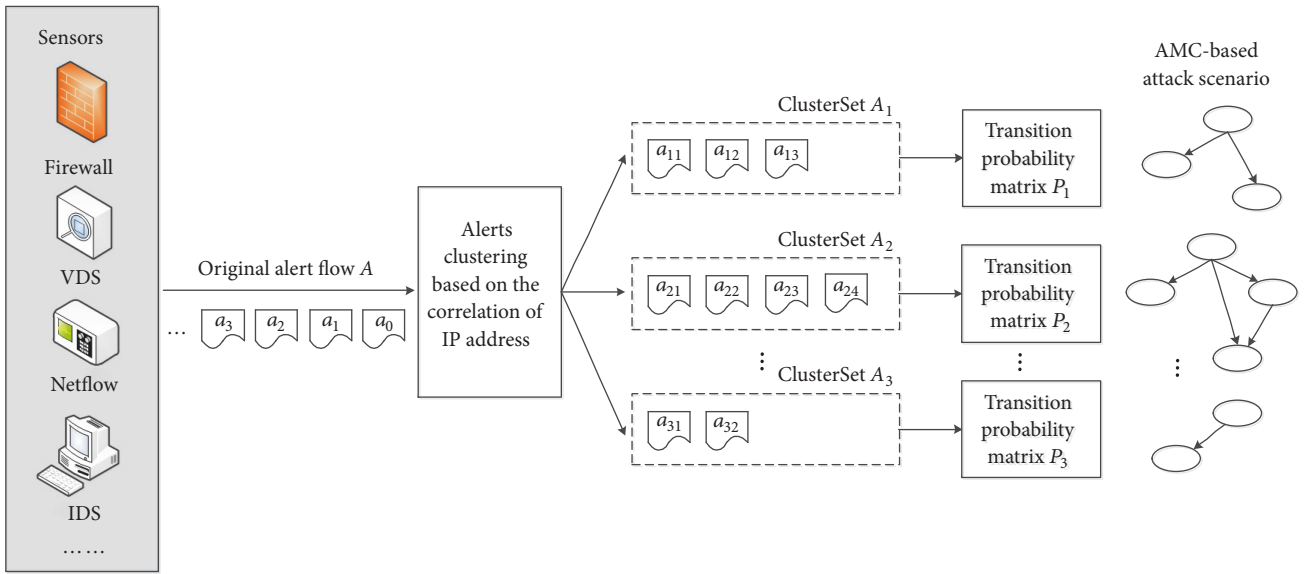 Sensors
Firewall
VDS
Netflow
IDS
... ...
Original alert flow A
... a3 a2 a1 a0
Alerts
clustering
based on the
correlation of
IP address
ClusterSet A1
a11 a12 a13
ClusterSet A2
a21 a22 a23 a24
ClusterSet A3
a31 a32
Transition
probability
matrix P1
Transition
probability
matrix P2
Transition
probability
matrix P3
AMC-based
attack scenario